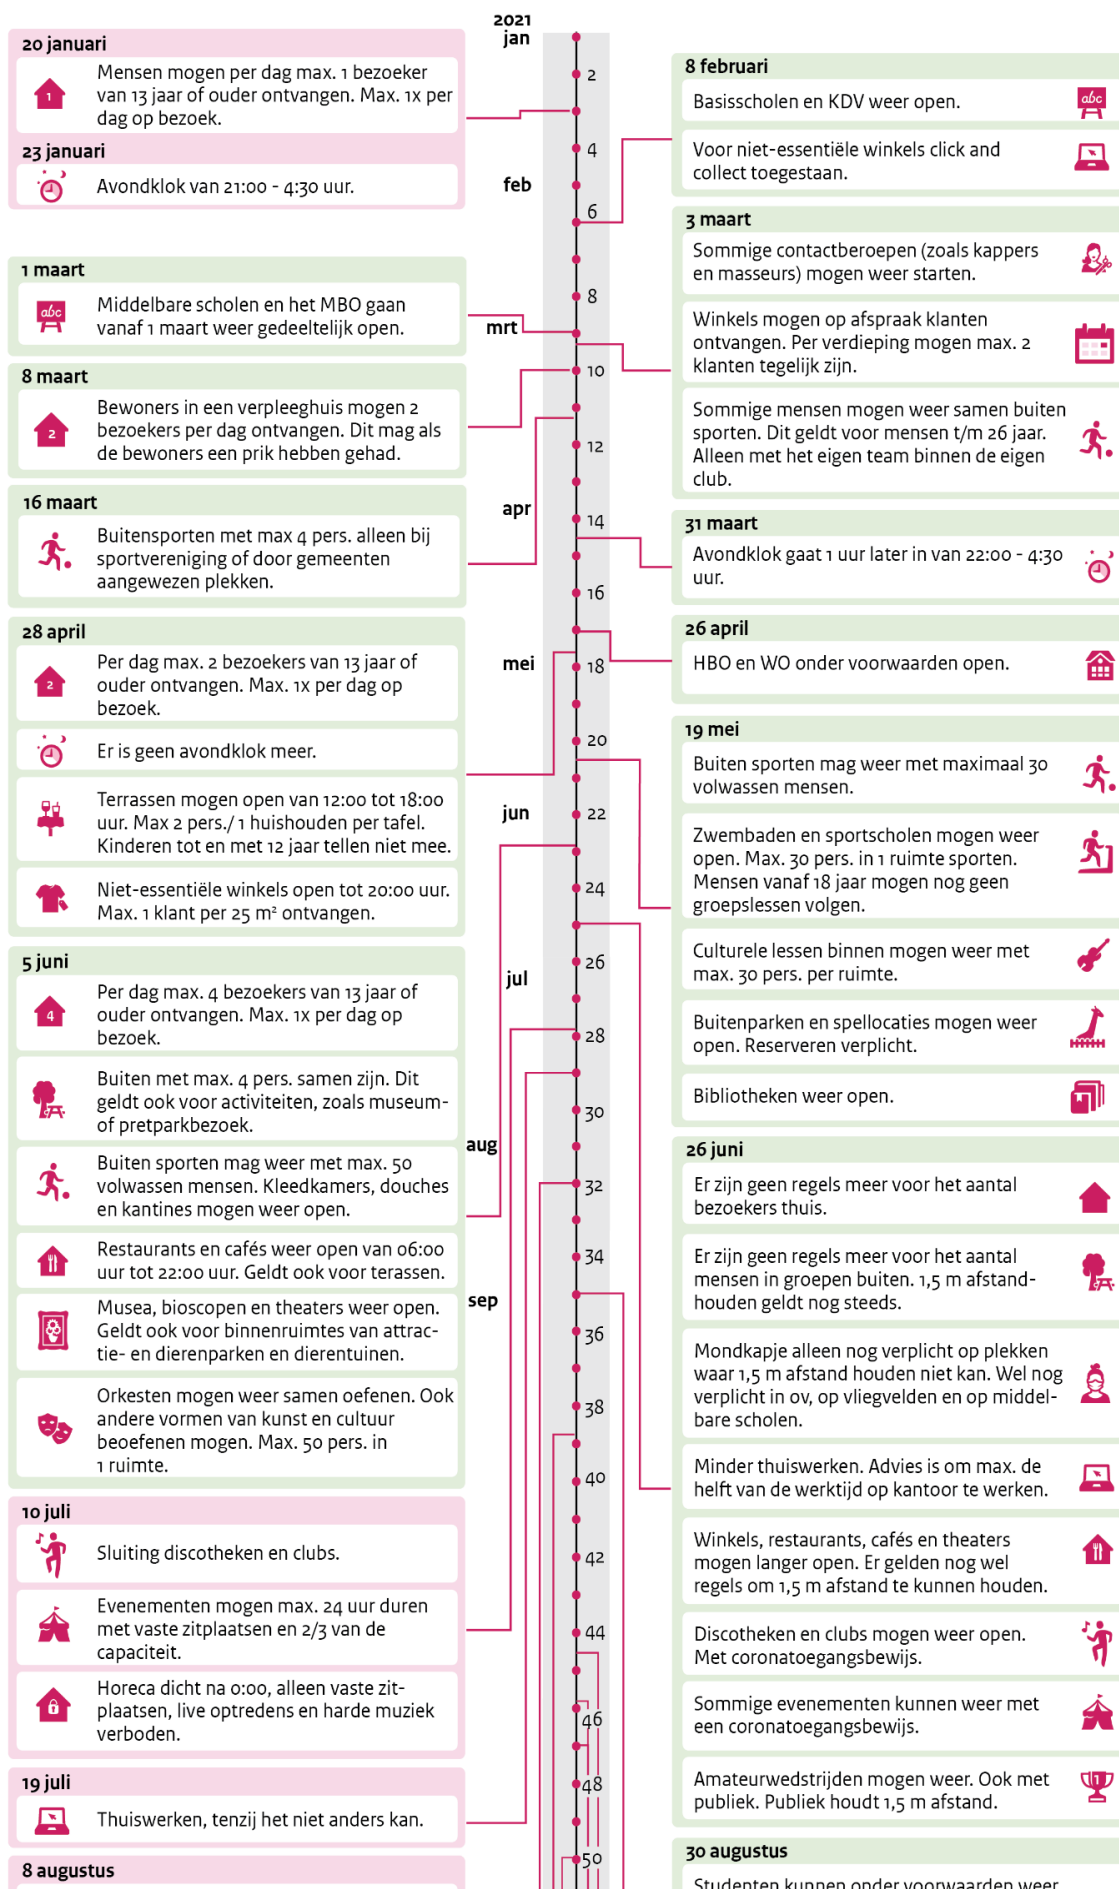 2021
jan
feb
mrt
apr
mei
jun
jul
aug
sep
2
4
6
8
10
12
14
16
18
20
22
24
26
28
30
32
34
36
38
40
42
44
46
48
50
20 januari
1
Mensen mogen per dag max. 1 bezoeker
van 13 jaar of ouder ontvangen. Max. 1x per
dag op bezoek.
23 januari
Avondklok van 21:00 - 4:30 uur.
1 maart
abc
Middelbare scholen en het MBO gaan
vanaf 1 maart weer gedeeltelijk open.
8 maart
2
Bewoners in een verpleeghuis mogen 2
bezoekers per dag ontvangen. Dit mag als
de bewoners een prik hebben gehad.
16 maart
Buitensporten met max 4 pers. alleen bij
sportvereniging of door gemeenten
aangewezen plekken.
28 april
2
Per dag max. 2 bezoekers van 13 jaar of
ouder ontvangen. Max. 1x per dag op
bezoek.
Er is geen avondklok meer.
Terrassen mogen open van 12:00 tot 18:00
uur. Max 2 pers./ 1 huishouden per tafel.
Kinderen tot en met 12 jaar tellen niet mee.
Niet-essentiële winkels open tot 20:00 uur.
Max. 1 klant per 25 m² ontvangen.
5 juni
4
Per dag max. 4 bezoekers van 13 jaar of
ouder ontvangen. Max. 1x per dag op
bezoek.
Buiten met max. 4 pers. samen zijn. Dit
geldt ook voor activiteiten, zoals museum-
of pretparkbezoek.
Buiten sporten mag weer met max. 50
volwassen mensen. Kleedkamers, douches
en kantines mogen weer open.
Restaurants en cafés weer open van 06:00
uur tot 22:00 uur. Geldt ook voor terassen.
Musea, bioscopen en theaters weer open.
Geldt ook voor binnenruimtes van attrac-
tie- en dierenparken en dierentuinen.
Orkesten mogen weer samen oefenen. Ook
andere vormen van kunst en cultuur
beoefenen mogen. Max. 50 pers. in
1 ruimte.
10 juli
Sluiting discotheken en clubs.
Evenementen mogen max. 24 uur duren
met vaste zitplaatsen en 2/3 van de
capaciteit.
Horeca dicht na 0:00, alleen vaste zit-
plaatsen, live optredens en harde muziek
verboden.
19 juli
Thuiswerken, tenzij het niet anders kan.
8 augustus
8 februari
Basisscholen en KDV weer open.
abc
Voor niet-essentiële winkels click and
collect toegestaan.
3 maart
Sommige contactberoepen (zoals kappers
en masseurs) mogen weer starten.
Winkels mogen op afspraak klanten
ontvangen. Per verdieping mogen max. 2
klanten tegelijk zijn.
Sommige mensen mogen weer samen buiten
sporten. Dit geldt voor mensen t/m 26 jaar.
Alleen met het eigen team binnen de eigen
club.
31 maart
Avondklok gaat 1 uur later in van 22:00 - 4:30
uur.
26 april
HBO en WO onder voorwaarden open.
19 mei
Buiten sporten mag weer met maximaal 30
volwassen mensen.
Zwembaden en sportscholen mogen weer
open. Max. 30 pers. in 1 ruimte sporten.
Mensen vanaf 18 jaar mogen nog geen
groepslessen volgen.
Culturele lessen binnen mogen weer met
max. 30 pers. per ruimte.
Buitenparken en spellocaties mogen weer
open. Reserveren verplicht.
Bibliotheken weer open.
26 juni
Er zijn geen regels meer voor het aantal
bezoekers thuis.
Er zijn geen regels meer voor het aantal
mensen in groepen buiten. 1,5 m afstand-
houden geldt nog steeds.
Mondkapje alleen nog verplicht op plekken
waar 1,5 m afstand houden niet kan. Wel nog
verplicht in ov, op vliegvelden en op middel-
bare scholen.
Minder thuiswerken. Advies is om max. de
helft van de werktijd op kantoor te werken.
Winkels, restaurants, cafés en theaters
mogen langer open. Er gelden nog wel
regels om 1,5 m afstand te kunnen houden.
Discotheken en clubs mogen weer open.
Met coronatoegangsbewijs.
Sommige evenementen kunnen weer met
een coronatoegangsbewijs.
Amateurwedstrijden mogen weer. Ook met
publiek. Publiek houdt 1,5 m afstand.
1
30 augustus
Studenten kunnen onder voorwaarden weer